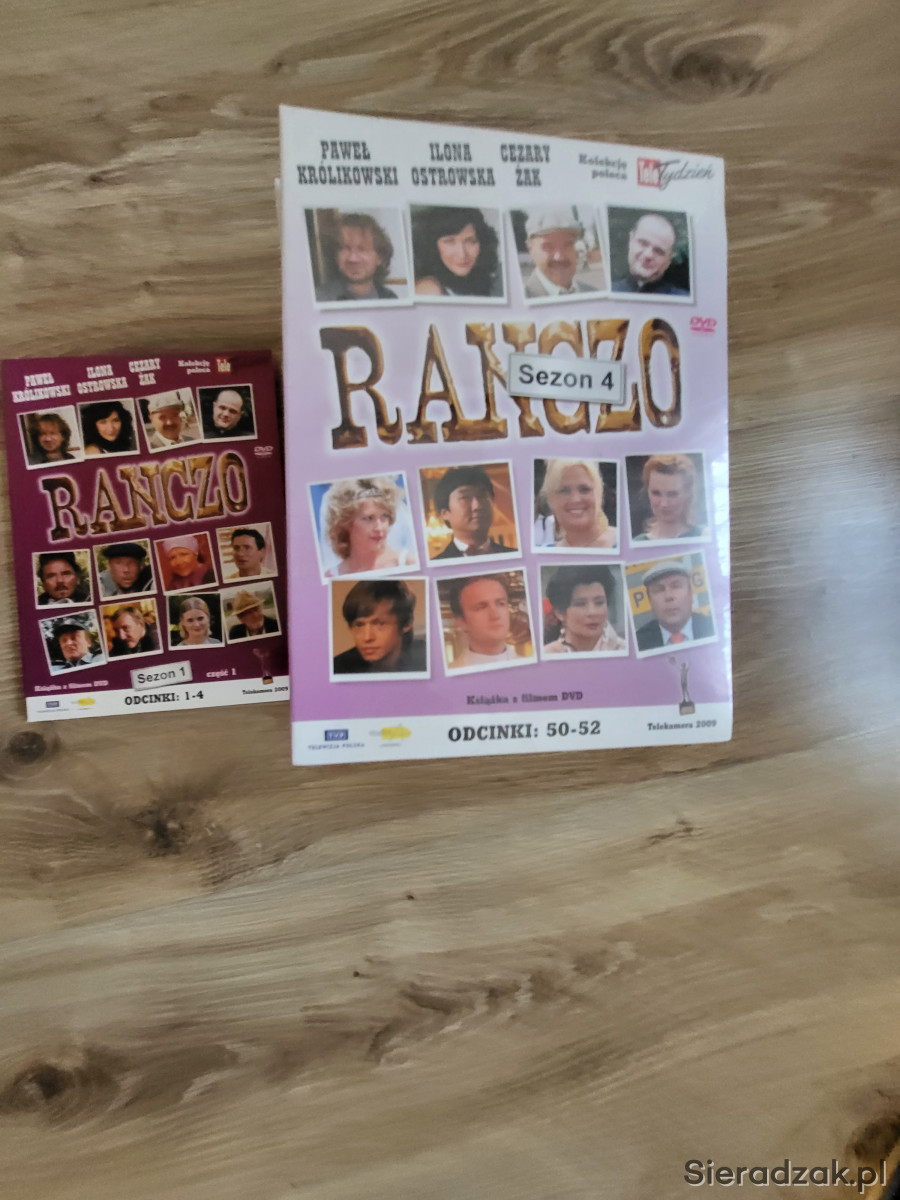 PAWEŁ
KRÓLIKOWSKI
ILONA
OSTROWSKA
CEZARY
ŻAK
Kolekcję
poleca
Tele Tydzień
RANCZO
DVD
Sezon 4
P G
Książka z filmem DVD
TVP
TELEWIZJA POLSKA
ODCINKI: 50-52
Telekamera 2009
PAWEŁ
KRÓLIKOWSKI
ILONA
OSTROWSKA
CEZARY
ŻAK
Kolekcję
poleca
Tele
RANCZO
DVD
Sezon 1
część 1
Książka z filmem DVD
ODCINKI: 1-4
Telekamera 2009
Sieradzak.pl